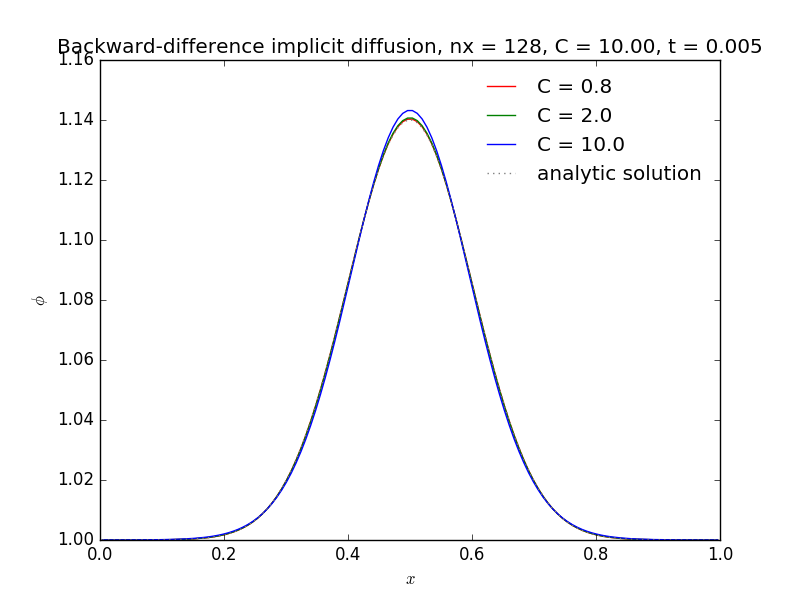 Backward-difference implicit diffusion, nx = 128, C = 10.00, t = 0.005
1.16
1.14
1.12
1.10
1.08
1.06
1.04
1.02
1.00
ϕ
C = 0.8
C = 2.0
C = 10.0
analytic solution
0.0 0.2 0.4 0.6 0.8 1.0
x